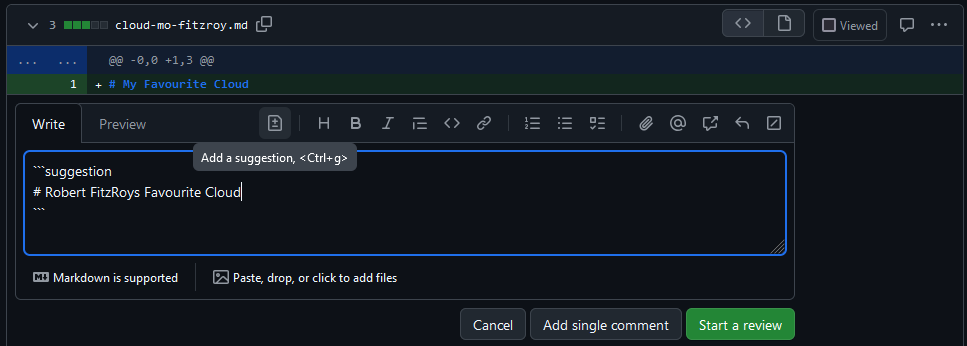 3 cloud-mo-fitzroy.md Viewed
... ... @@ -0,0 +1,3 @@
1 + # My Favourite Cloud
Write Preview
Add a suggestion, <Ctrl+g>
```suggestion
# Robert FitzRoys Favourite Cloud
```
Markdown is supported Paste, drop, or click to add files
Cancel Add single comment Start a review